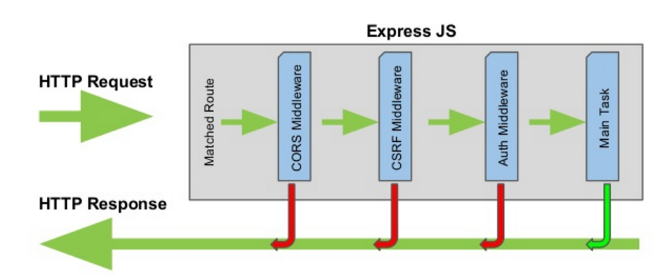 Express JS
HTTP Request
Matched Route
CORS Middleware
CSRF Middleware
Auth Middleware
Main Task
HTTP Response